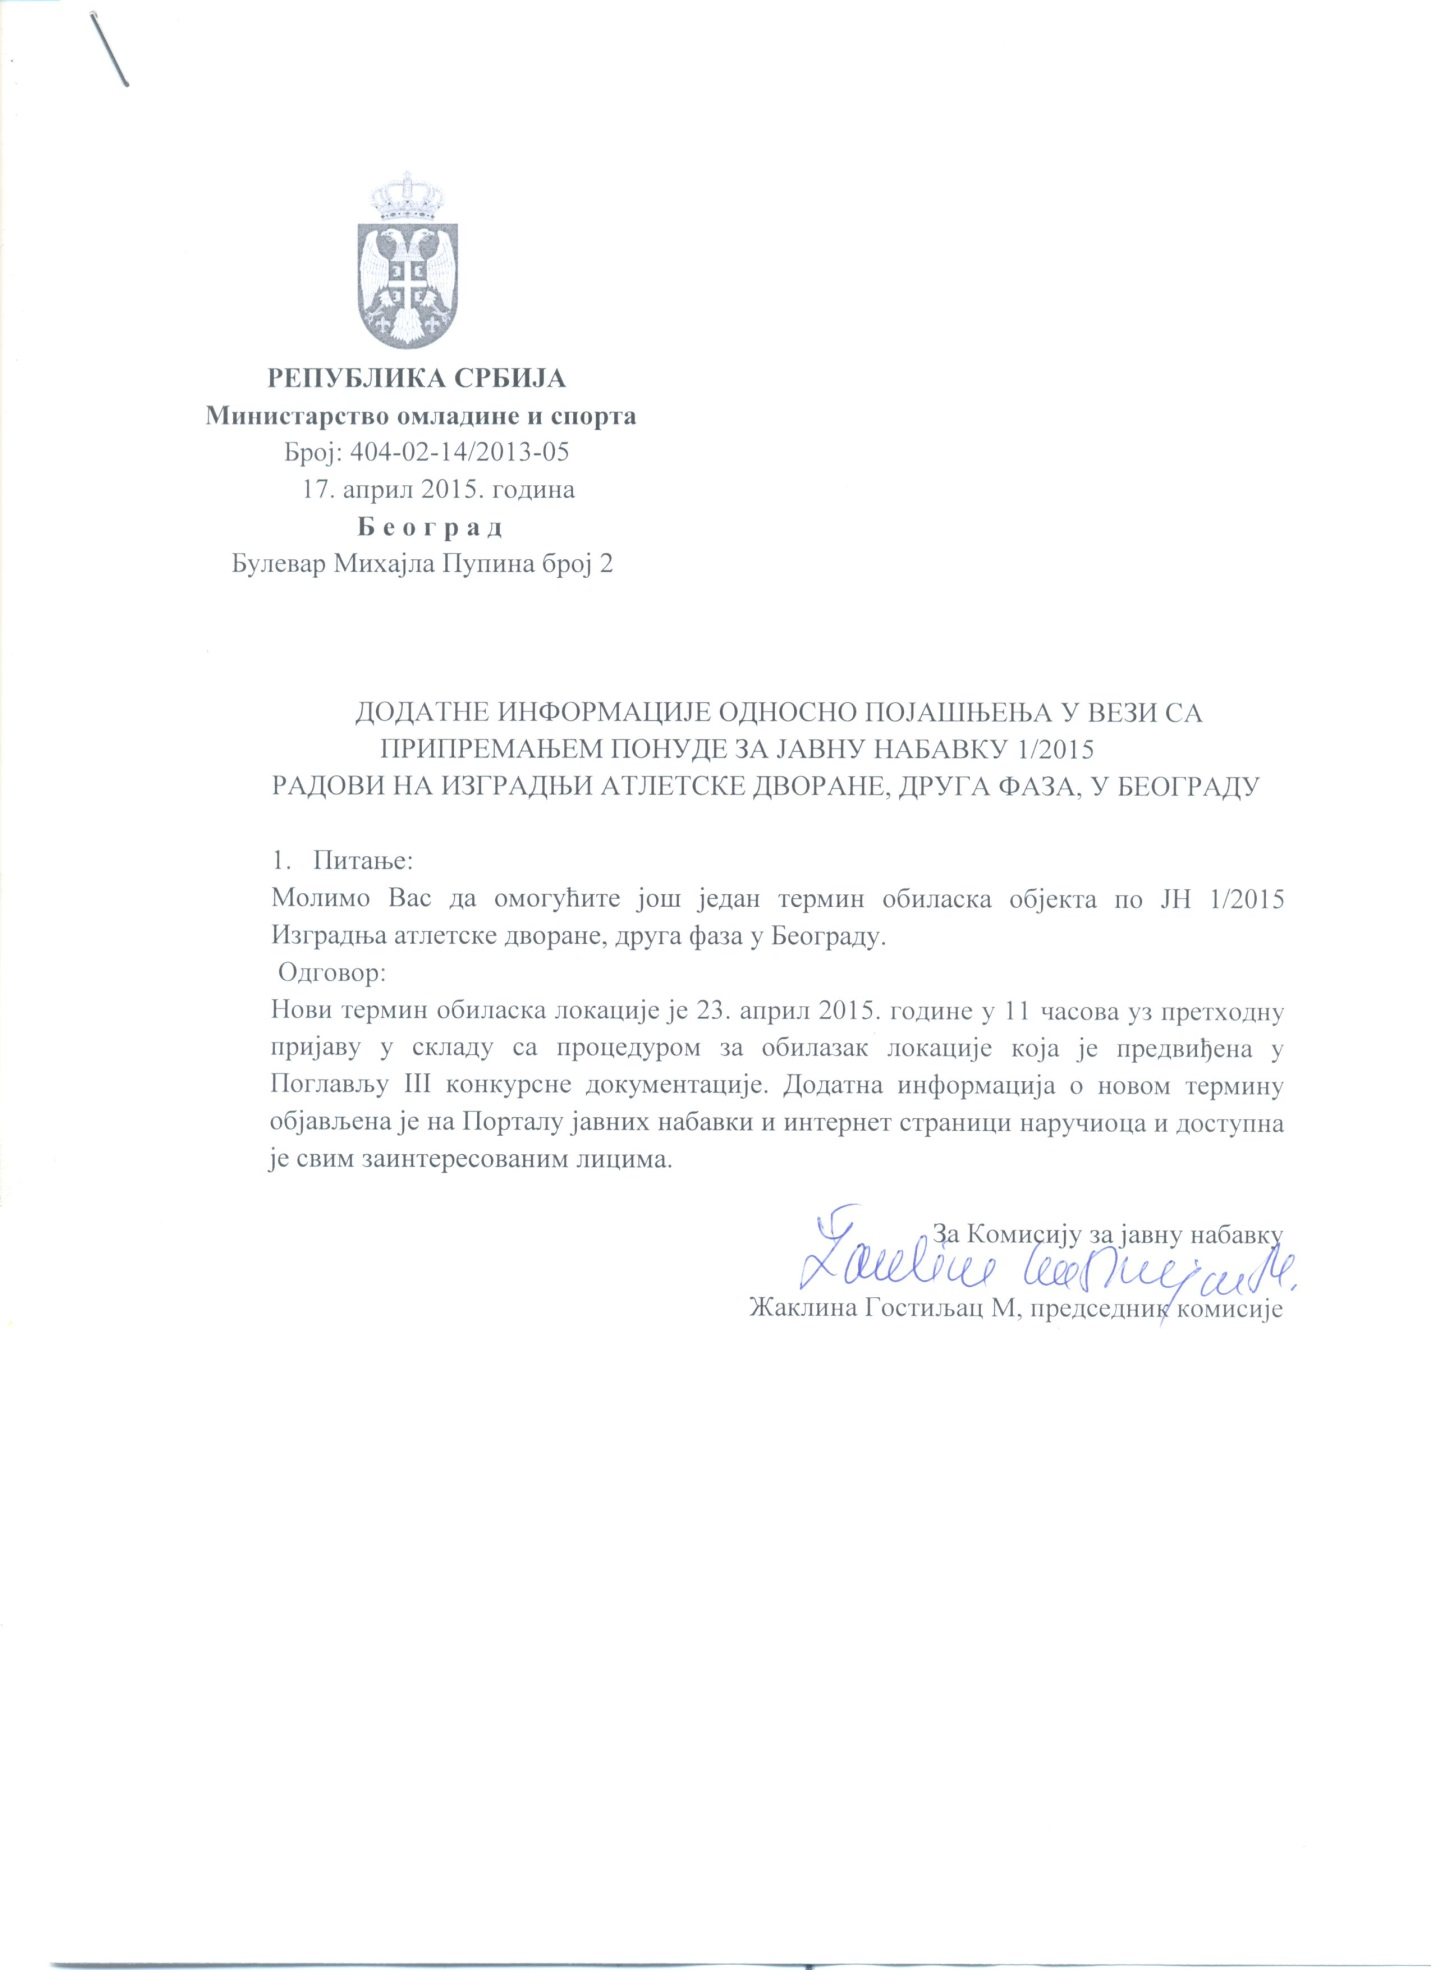 РЕПУБЛИКА СРБИЈА
Министарство омладине и спорта
Број: 404-02-14/2013-05
17. април 2015. година
Б е о г р а д
Булевар Михајла Пупина број 2
ДОДАТНЕ ИНФОРМАЦИЈЕ ОДНОСНО ПОЈАШЊЕЊА У ВЕЗИ СА
ПРИПРЕМАЊЕМ ПОНУДЕ ЗА ЈАВНУ НАБАВКУ 1/2015
РАДОВИ НА ИЗГРАДЊИ АТЛЕТСКЕ ДВОРАНЕ, ДРУГА ФАЗА, У БЕОГРАДУ
1. Питање:
Молимо Вас да омогућите још један термин обиласка објекта по ЈН 1/2015
Изградња атлетске дворане, друга фаза у Београду.
Одговор:
Нови термин обиласка локације је 23. април 2015. године у 11 часова уз претходну
пријаву у складу са процедуром за обилазак локације која је предвиђена у
Поглављу III конкурсне документације. Додатна информација о новом термину
објављена је на Порталу јавних набавки и интернет страници наручиоца и доступна
је свим заинтересованим лицима.
За Комисију за јавну набавку
Жаклина Гостиљац М, председник комисије